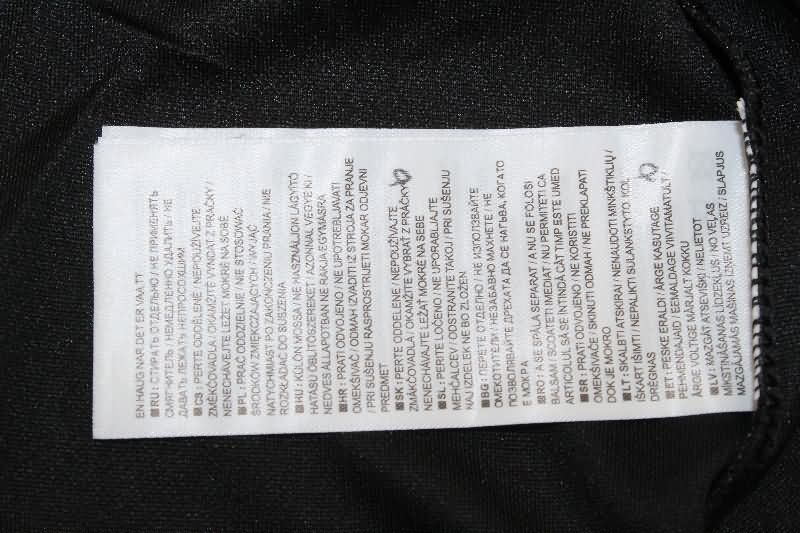 EN HAUG NÅR DET ER VAATT
■RU: СТИРАТЬ ОТДЕЛЬНО / НЕ ПРИМЕНЯТЬ
СМЯГЧИТЕЛЬ / НЕМЕДЛЕННО УДАЛИТЬ / НЕ
ДАВАТЬ ЛЕЖАТЬ НЕПРОСОХШИМ
■CS: PERTE ODDĚLENĚ / NEPOUŽÍVEJTE
ZMĚKČOVADLA / OKAMŽITĚ VYNDAT Z PRAČKY /
NENECHÁVEJTE LEŽET MOKRÉ NA SOBĚ
■PL: PRAĆ ODDZIELNIE / NIE STOSOWAĆ
ŚRODKÓW ZMIĘKCZAJĄCYCH / WYJĄĆ
NATYCHMIAST PO ZAKOŃCZENIU PRANIA / NIE
ROZKŁADAĆ DO SUSZENIA
■HU: KÜLÖN MOSSA / NE HASZNÁLJON LÁGYÍTÓ
HATÁSÚ ÖBLÍTŐSZEREKET / AZONNAL VEGYE KI /
NEDVES ÁLLAPOTBAN NE RAKJA EGYMÁSRA
■HR: PRATI ODVOJENO / NE UPOTREBLJAVATI
OMEKŠIVAČ / ODMAH IZVADITI IZ STROJA ZA PRANJE
/ PRI SUŠENJU RASPROSTRIJETI MOKAR ODJEVNI
PREDMET
■SK: PERTE ODDELENE / NEPOUŽÍVAJTE
ZMÄKČOVADLÁ / OKAMŽITE VYBRAŤ Z PRÁČKY /
NENECHÁVAJTE LEŽAŤ MOKRÉ NA SEBE
■SL: PERITE LOČENO / NE UPORABLJAJTE
MEHČALCEV / ODSTRANITE TAKOJ / PRI SUŠENJU
NAJ IZDELEK NE BO ZLOŽEN
■BG: ПЕРЕТЕ ОТДЕЛНО / НЕ ИЗПОЛЗВАЙТЕ
ОМЕКОТИТЕЛИ / НЕЗАБАВНО МАХНЕТЕ / НЕ
ПОЗВОЛЯВАЙТЕ ДРЕХАТА ДА СЕ НАГЪВА, КОГАТО
Е МОКРА
■RO: A SE SPĂLA SEPARAT / A NU SE FOLOSI
BALSAM / SCOATEȚI IMEDIAT / NU PERMITEȚI CA
ARTICOLUL SĂ SE ÎNTINDĂ CÂT TIMP ESTE UMED
■SR: PRATI ODVOJENO / NE KORISTITI
OMEKŠIVAČE / SKINUTI ODMAH / NE PREKLAPATI
DOK JE MOKRO
■LT: SKALBTI ATSKIRAI / NENAUDOTI MINKŠTIKLIŲ /
IŠKART IŠIMTI / NEPALIKTI SULANKSTYTO, KOL
DRĖGNAS
■ET: PESKE ERALDI / ÄRGE KASUTAGE
PEHMENDAJAID / EEMALDAGE VIIVITAMATULT /
ÄRGE VOLTIGE MÄRJALT KOKKU
■LV: MAZGĀT ATSEVIŠĶI / NELIETOT
MĪKSTINĀŠANAS LĪDZEKĻUS / NO VEĻAS
MAZGĀJAMĀS MAŠĪNAS IZŅEMT UZREIZ / SLAPJUS